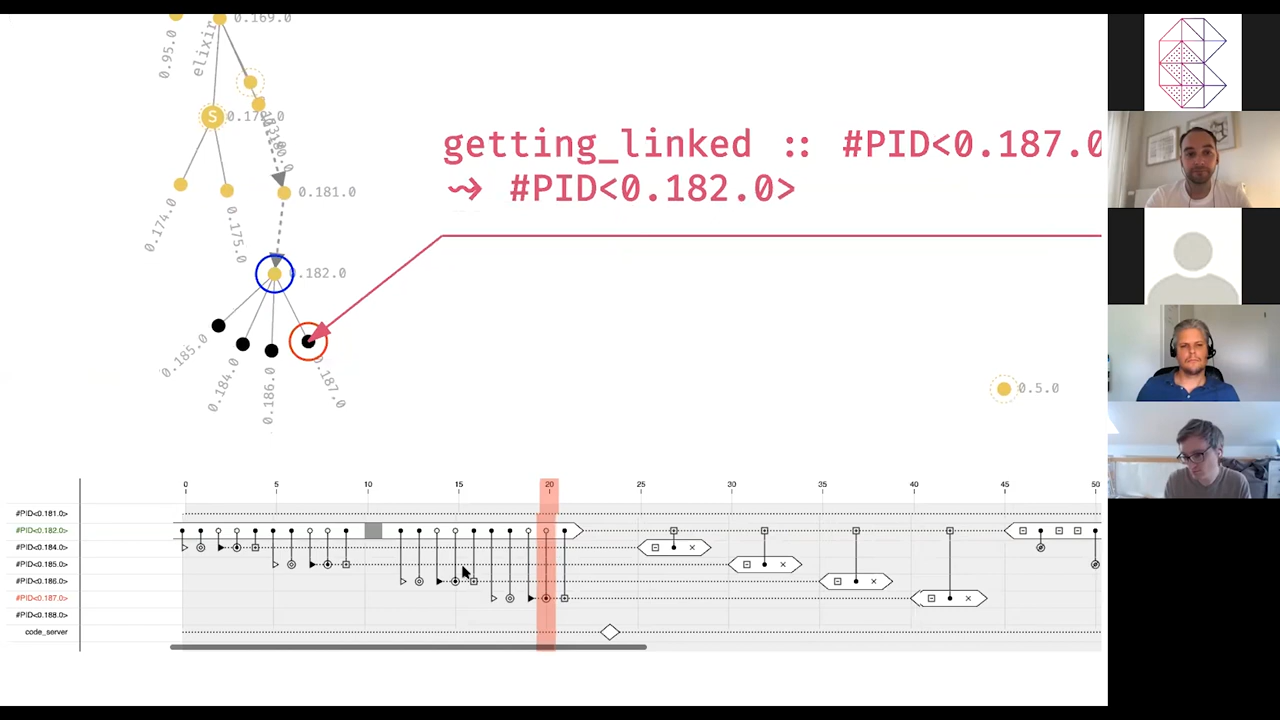 0.169.0
0.95.0
elixir
S
0.181.0
getting_linked :: #PID<0.187.0
⇝ #PID<0.182.0>
0.174.0
0.175.0
0.182.0
0.185.0
0.184.0
0.186.0
0.187.0
0.5.0
0 5 10 15 20 25 30 35 40 45 50
#PID<0.181.0>
#PID<0.182.0>
#PID<0.184.0>
#PID<0.185.0>
#PID<0.186.0>
#PID<0.187.0>
#PID<0.188.0>
code_server